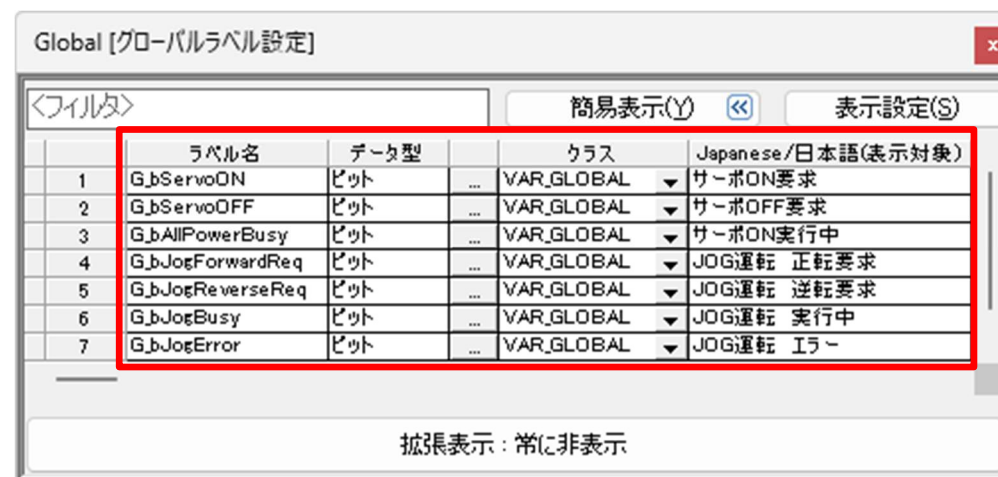 Global [グローバルラベル設定]
x
<フィルタ>
簡易表示(Y)
表示設定(S)
ラベル名 データ型 クラス Japanese/日本語(表示対象)
1 G_bServoON ビット ... VAR_GLOBAL サーボON要求
2 G_bServoOFF ビット ... VAR_GLOBAL サーボOFF要求
3 G_bAllPowerBusy ビット ... VAR_GLOBAL サーボON実行中
4 G_bJogForwardReq ビット ... VAR_GLOBAL JOG運転 正転要求
5 G_bJogReverseReq ビット ... VAR_GLOBAL JOG運転 逆転要求
6 G_bJogBusy ビット ... VAR_GLOBAL JOG運転 実行中
7 G_bJogError ビット ... VAR_GLOBAL JOG運転 エラー
拡張表示:常に非表示